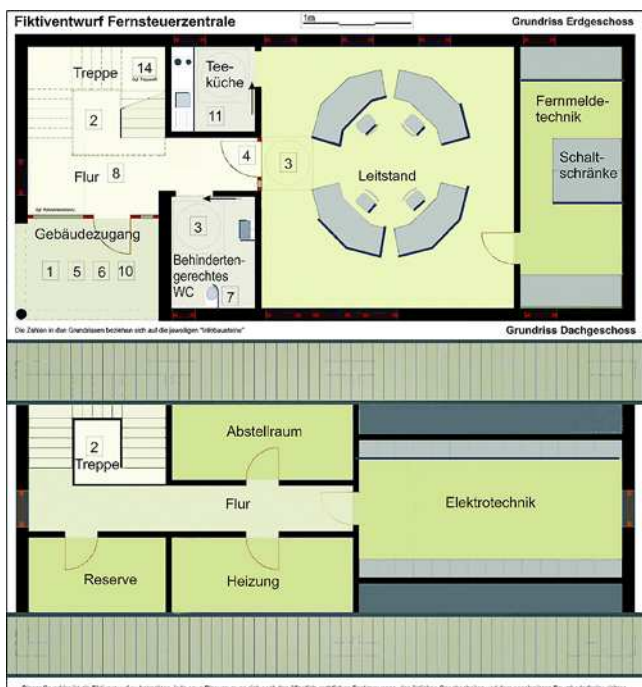 Fiktiventwurf Fernsteuerzentrale
1m
Grundriss Erdgeschoss
Treppe
14
2
Tee-
küche
11
Fernmelde-
technik
Schalt-
schränke
4
3
Leitstand
Flur
8
3
Gebäudezugang
1
5
6
10
Behinderten-
gerechtes
WC
7
Die Zahlen in den Grundrissen beziehen sich auf die jeweiligen "Infobausteine"
Grundriss Dachgeschoss
2
Treppe
Abstellraum
Flur
Elektrotechnik
Reserve
Heizung